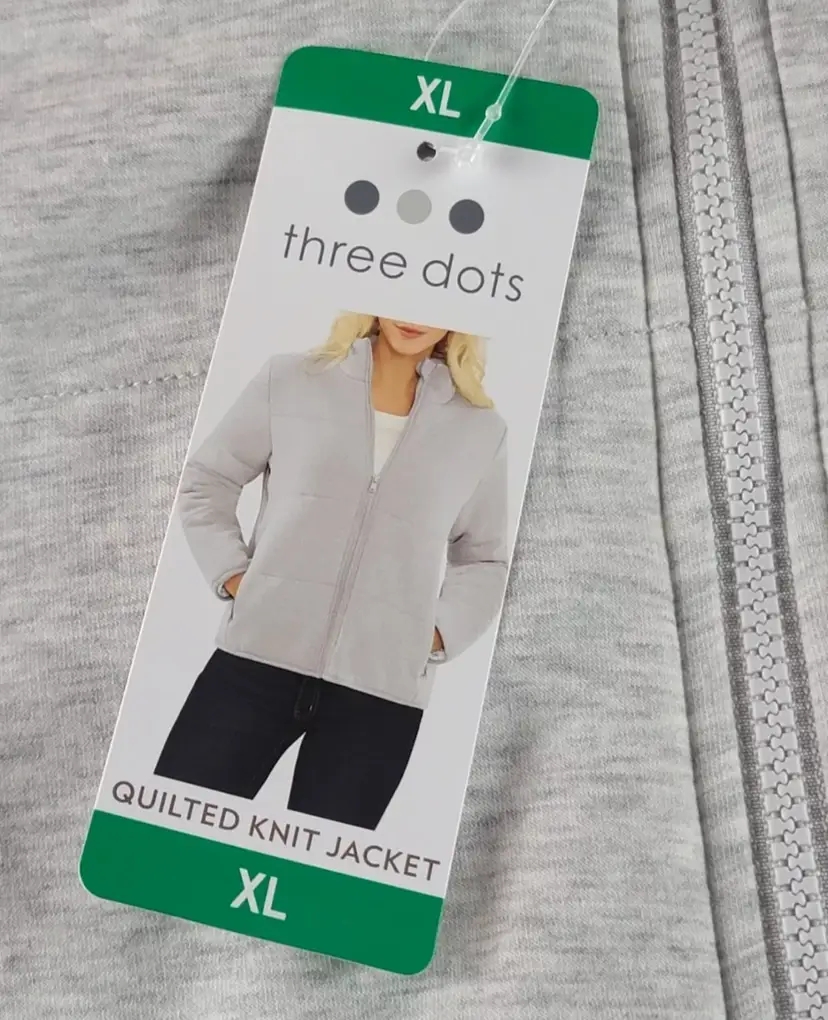 XL
three dots
QUILTED KNIT JACKET
XL